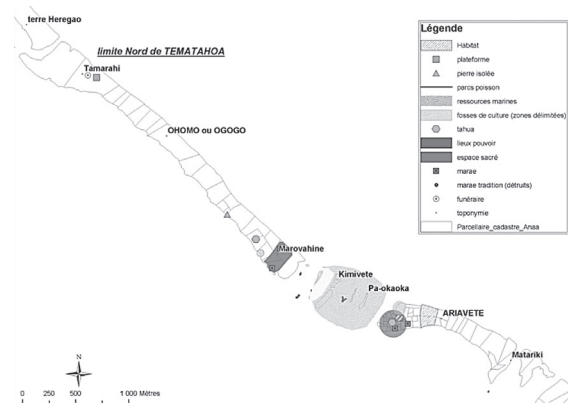 terre Heregao
limite Nord de TEMATAHOA
Tamarahi
OHOMO ou OGOGO
Marovahine
Kimivete
Pa-okaoka
ARIAVETE
Matariki
N
0 250 500 1 000 Mètres
Légende
Habitat
plateforme
pierre isolée
parcs poisson
ressources marines
fosses de culture (zones délimitées)
tahua
lieux pouvoir
espace sacré
marae
marae tradition (détruits)
funéraire
toponymie
Parcellaire_cadastre_Anaa